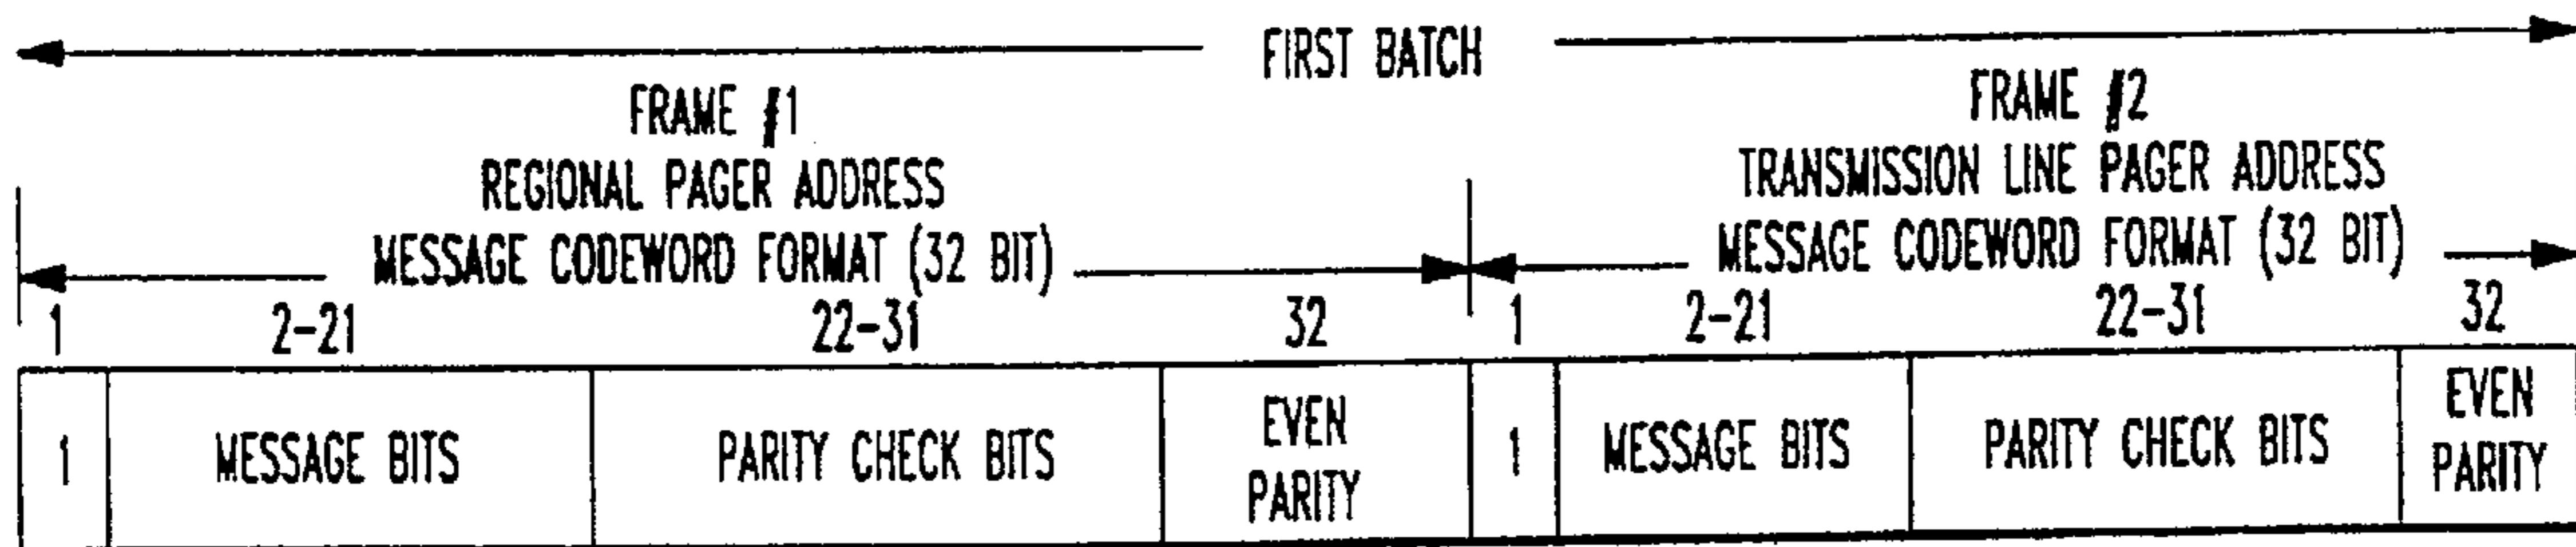 FIRST BATCH
FRAME #1
REGIONAL PAGER ADDRESS
MESSAGE CODEWORD FORMAT (32 BIT)
FRAME #2
TRANSMISSION LINE PAGER ADDRESS
MESSAGE CODEWORD FORMAT (32 BIT)
1 2-21 22-31 32 1 2-21 22-31 32
1 MESSAGE BITS PARITY CHECK BITS EVEN PARITY 1 MESSAGE BITS PARITY CHECK BITS EVEN PARITY